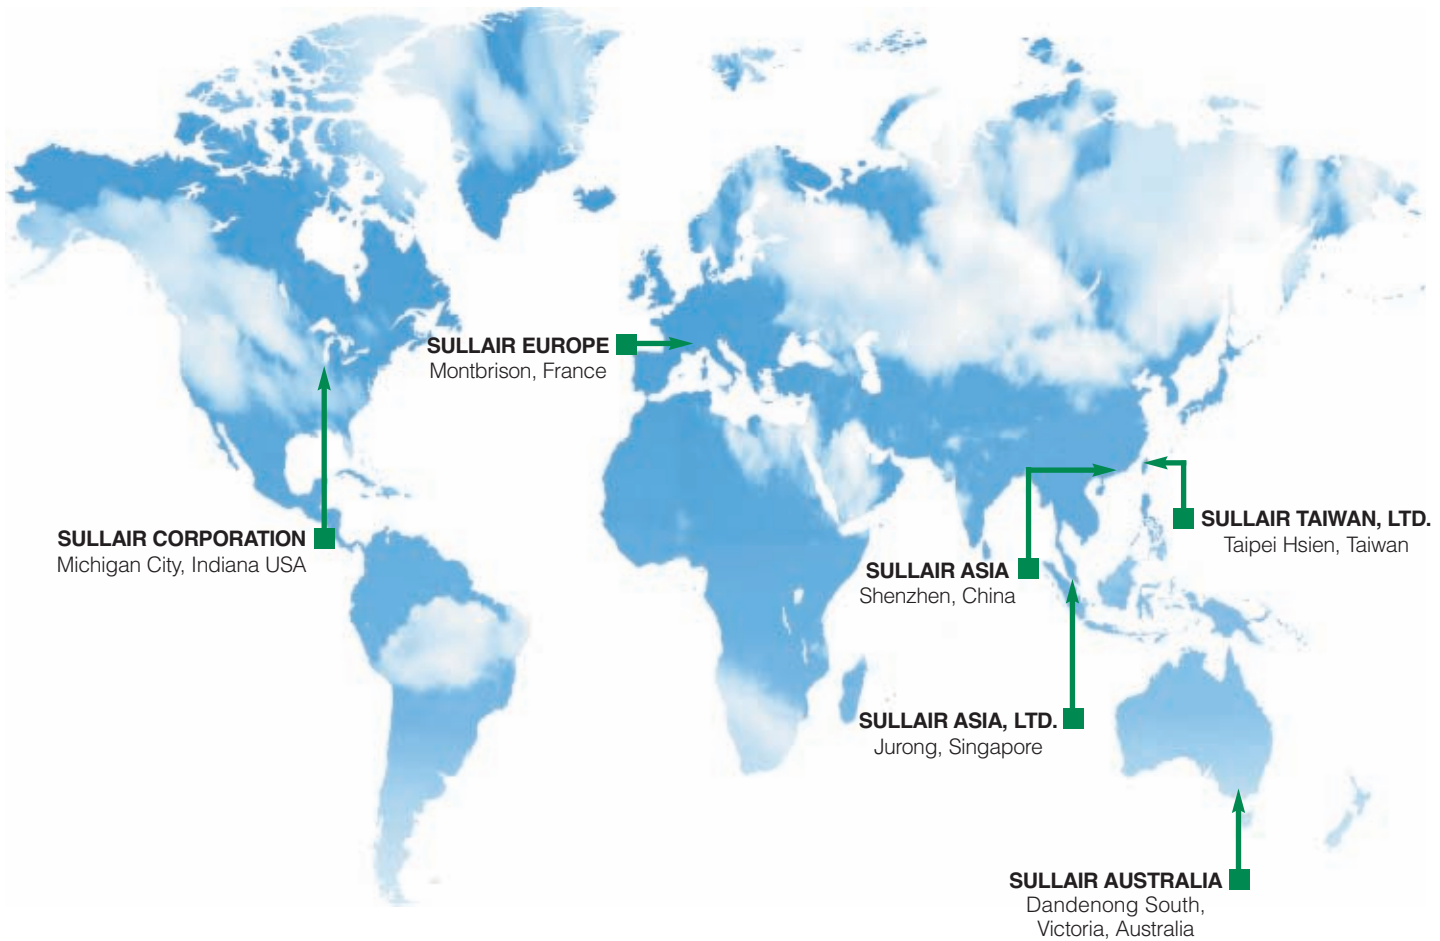 SULLAIR EUROPE
Montbrison, France
SULLAIR CORPORATION
Michigan City, Indiana USA
SULLAIR TAIWAN, LTD.
Taipei Hsien, Taiwan
SULLAIR ASIA
Shenzhen, China
SULLAIR ASIA, LTD.
Jurong, Singapore
SULLAIR AUSTRALIA
Dandenong South,
Victoria, Australia